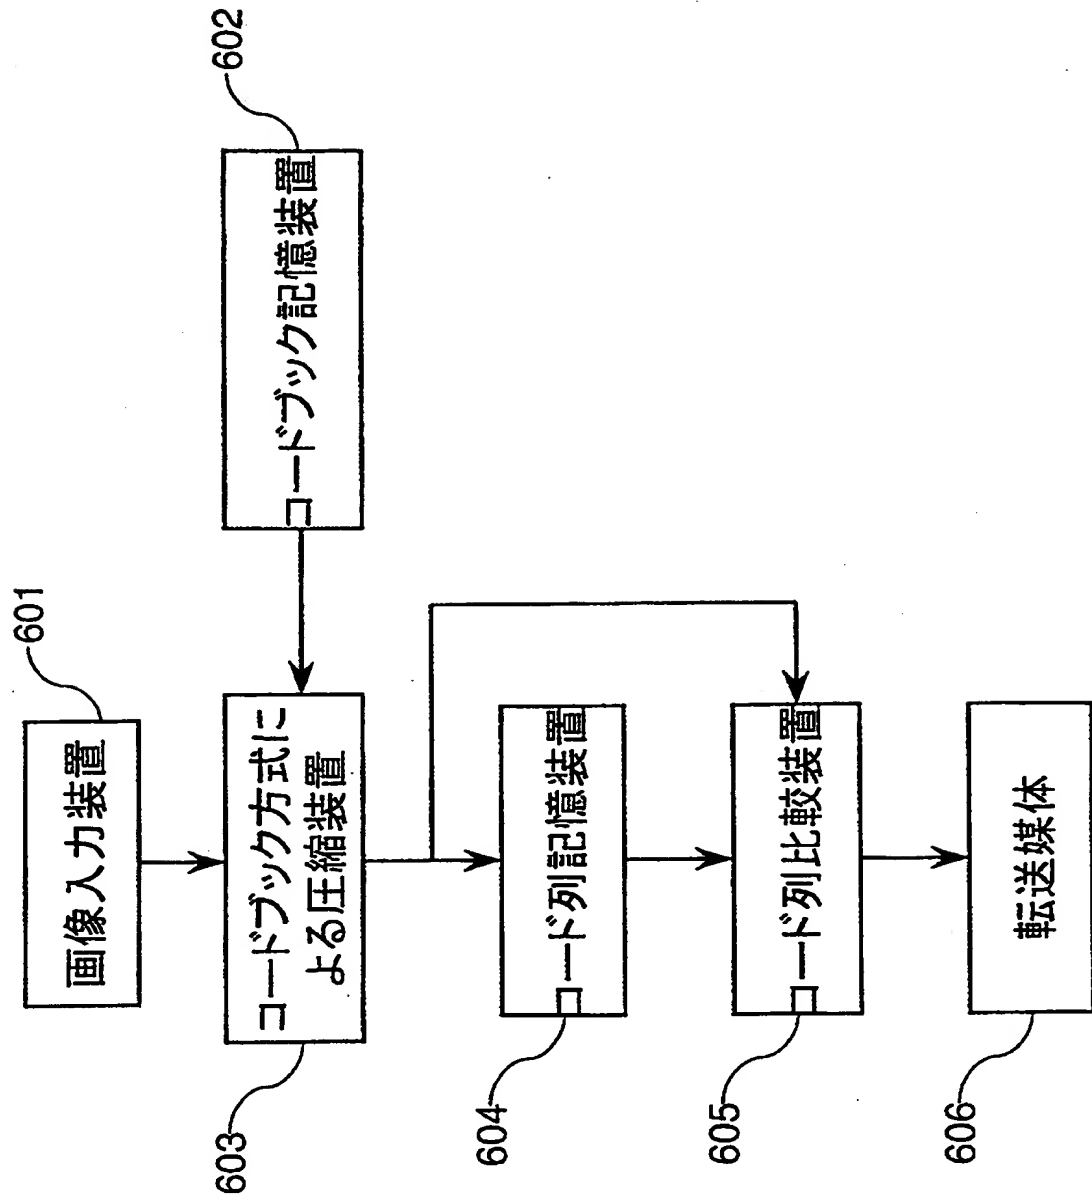 601
画像入力装置
602
コードブック記憶装置
603
コードブック方式に
よる圧縮装置
604
コード列記憶装置
605
コード列比較装置
606
転送媒体